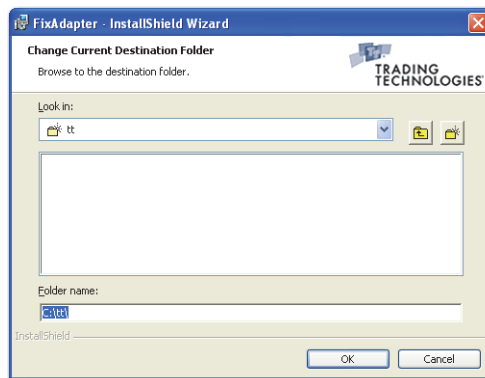 FixAdapter - InstallShield Wizard
Change Current Destination Folder
Browse to the destination folder.
TRADING
TECHNOLOGIES®
Look in:
tt
Folder name:
C:\tt\
InstallShield
OK
Cancel